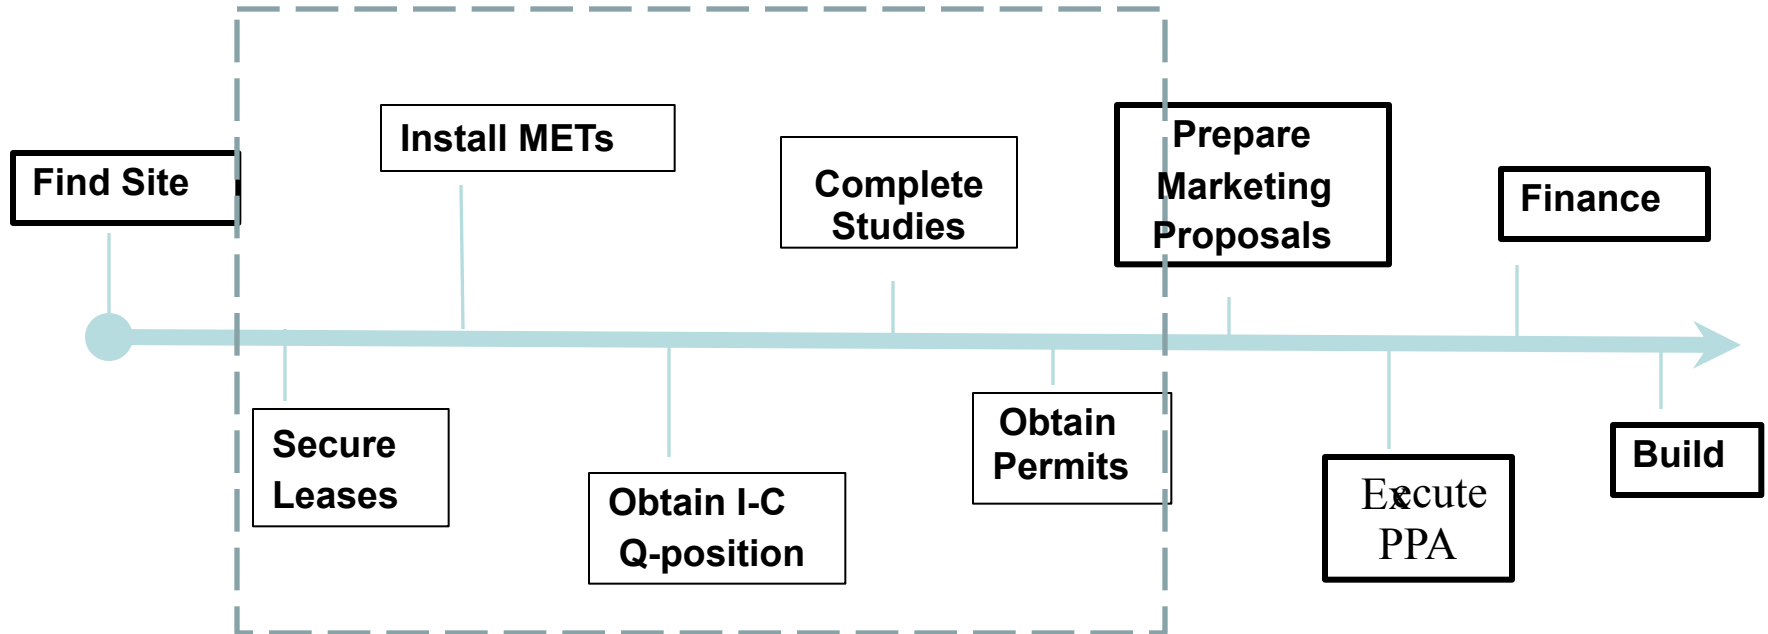 Find Site
Install METs
Complete
Studies
Prepare
Marketing
Proposals
Finance
Secure
Leases
Obtain I-C
Q-position
Obtain
Permits
Execute
PPA
Build